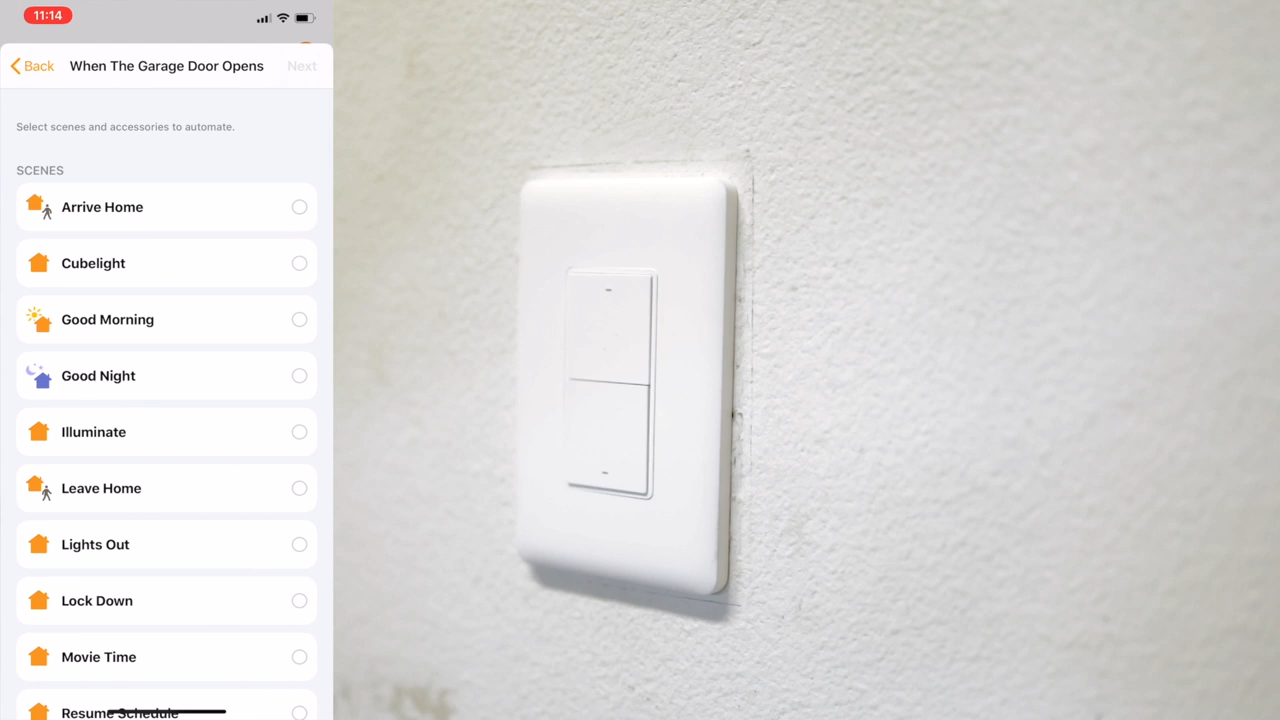 11:14
Back When The Garage Door Opens Next
Select scenes and accessories to automate.
SCENES
Arrive Home
Cubelight
Good Morning
Good Night
Illuminate
Leave Home
Lights Out
Lock Down
Movie Time
Resume Schedule